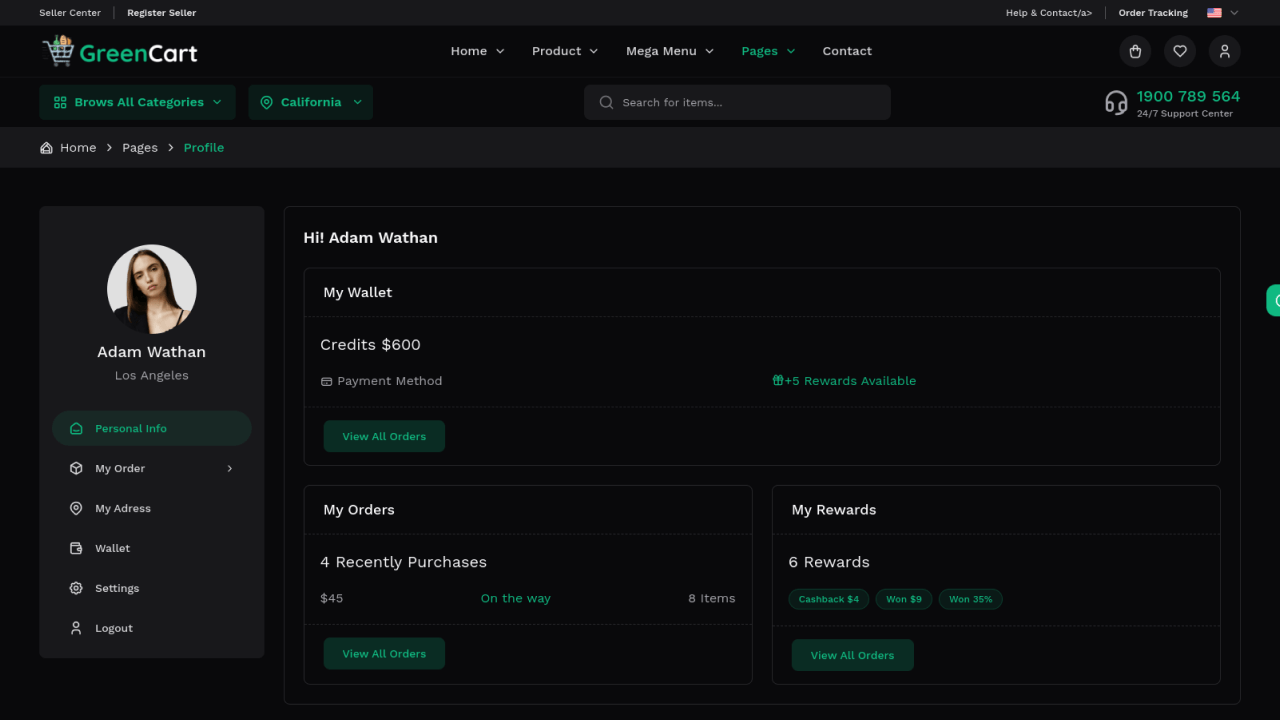 Seller Center
Register Seller
Help & Contact/a>
Order Tracking
GreenCart
Home
Product
Mega Menu
Pages
Contact
Brows All Categories
California
Search for items...
1900 789 564
24/7 Support Center
Home
Pages
Profile
Adam Wathan
Los Angeles
Personal Info
My Order
My Adress
Wallet
Settings
Logout
Hi! Adam Wathan
My Wallet
Credits $600
Payment Method
+5 Rewards Available
View All Orders
My Orders
4 Recently Purchases
$45
On the way
8 Items
View All Orders
My Rewards
6 Rewards
Cashback $4
Won $9
Won 35%
View All Orders